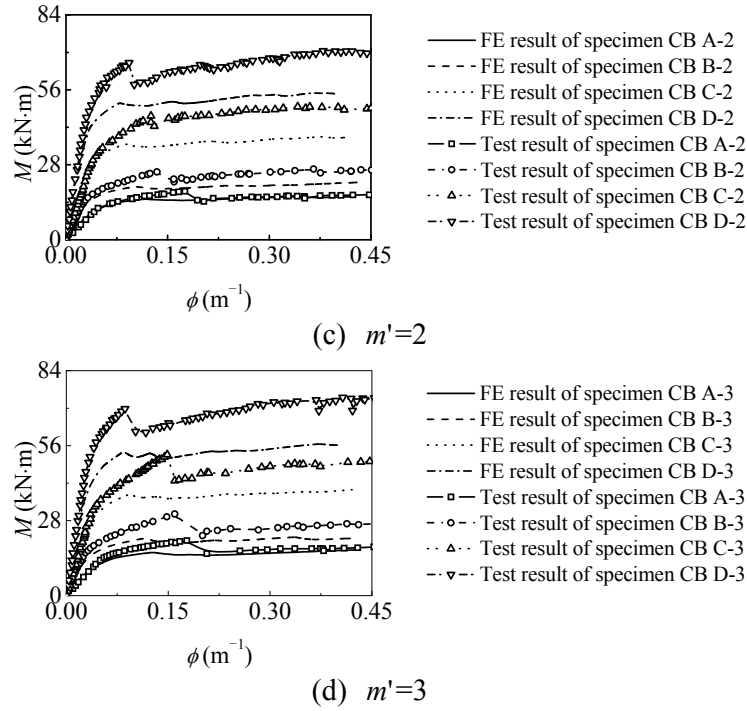 84
56
28
0
M (kN·m)
0.00 0.15 0.30 0.45
ϕ (m⁻¹)
FE result of specimen CB A-2
FE result of specimen CB B-2
FE result of specimen CB C-2
FE result of specimen CB D-2
Test result of specimen CB A-2
Test result of specimen CB B-2
Test result of specimen CB C-2
Test result of specimen CB D-2
(c) m'=2
84
56
28
0
M (kN·m)
0.00 0.15 0.30 0.45
ϕ (m⁻¹)
FE result of specimen CB A-3
FE result of specimen CB B-3
FE result of specimen CB C-3
FE result of specimen CB D-3
Test result of specimen CB A-3
Test result of specimen CB B-3
Test result of specimen CB C-3
Test result of specimen CB D-3
(d) m'=3